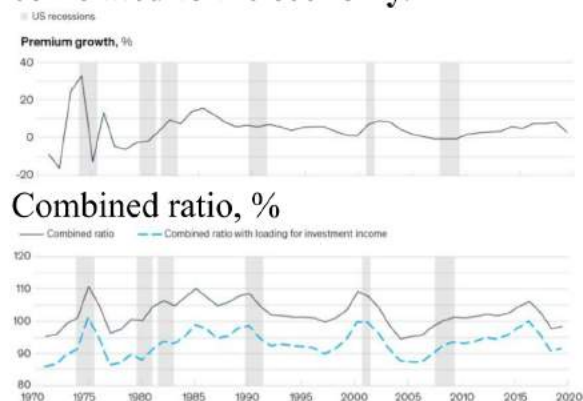 US recessions
Premium growth, %
40
20
0
-20
Combined ratio, %
Combined ratio Combined ratio with loading for investment income
120
110
100
90
80
1970 1975 1980 1985 1990 1995 2000 2005 2010 2015 2020